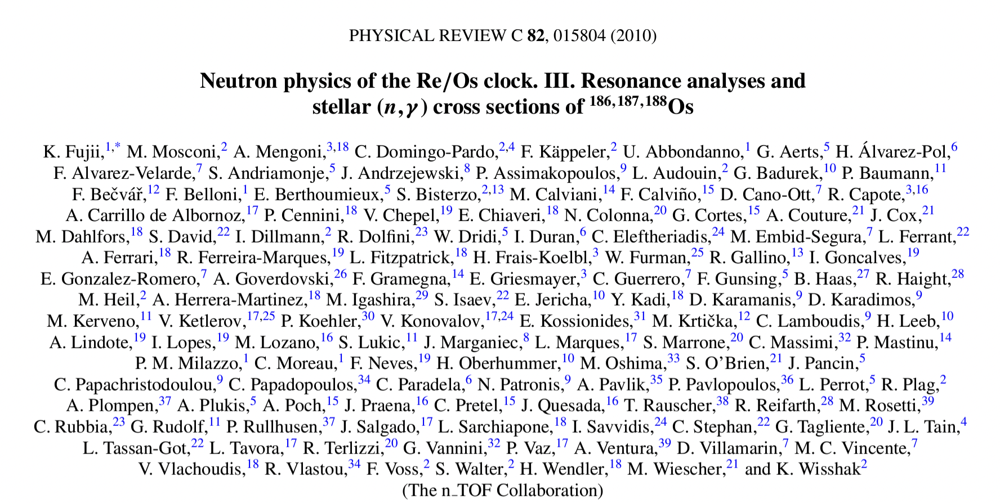 PHYSICAL REVIEW C 82, 015804 (2010)
Neutron physics of the Re/Os clock. III. Resonance analyses and
stellar (n,γ) cross sections of 186,187,188Os
K. Fujii,1,* M. Mosconi,2 A. Mengoni,3,18 C. Domingo-Pardo,2,4 F. Käppeler,2 U. Abbondanno,1 G. Aerts,5 H. Álvarez-Pol,6
F. Alvarez-Velarde,7 S. Andriamonje,5 J. Andrzejewski,8 P. Assimakopoulos,9 L. Audouin,2 G. Badurek,10 P. Baumann,11
F. Bečvář,12 F. Belloni,1 E. Berthoumieux,5 S. Bisterzo,2,13 M. Calviani,14 F. Calviño,15 D. Cano-Ott,7 R. Capote,3,16
A. Carrillo de Albornoz,17 P. Cennini,18 V. Chepel,19 E. Chiaveri,18 N. Colonna,20 G. Cortes,15 A. Couture,21 J. Cox,21
M. Dahlfors,18 S. David,22 I. Dillmann,2 R. Dolfini,23 W. Dridi,5 I. Duran,6 C. Eleftheriadis,24 M. Embid-Segura,7 L. Ferrant,22
A. Ferrari,18 R. Ferreira-Marques,19 L. Fitzpatrick,18 H. Frais-Koelbl,3 W. Furman,25 R. Gallino,13 I. Goncalves,19
E. Gonzalez-Romero,7 A. Goverdovski,26 F. Gramegna,14 E. Griesmayer,3 C. Guerrero,7 F. Gunsing,5 B. Haas,27 R. Haight,28
M. Heil,2 A. Herrera-Martinez,18 M. Igashira,29 S. Isaev,22 E. Jericha,10 Y. Kadi,18 D. Karamanis,9 D. Karadimos,9
M. Kerveno,11 V. Ketlerov,17,25 P. Koehler,30 V. Konovalov,17,24 E. Kossionides,31 M. Krtička,12 C. Lamboudis,9 H. Leeb,10
A. Lindote,19 I. Lopes,19 M. Lozano,16 S. Lukic,11 J. Marganiec,8 L. Marques,17 S. Marrone,20 C. Massimi,32 P. Mastinu,14
P. M. Milazzo,1 C. Moreau,1 F. Neves,19 H. Oberhummer,10 M. Oshima,33 S. O'Brien,21 J. Pancin,5
C. Papachristodoulou,9 C. Papadopoulos,34 C. Paradela,6 N. Patronis,9 A. Pavlik,35 P. Pavlopoulos,36 L. Perrot,5 R. Plag,2
A. Plompen,37 A. Plukis,5 A. Poch,15 J. Praena,16 C. Pretel,15 J. Quesada,16 T. Rauscher,38 R. Reifarth,28 M. Rosetti,39
C. Rubbia,23 G. Rudolf,11 P. Rullhusen,37 J. Salgado,17 L. Sarchiapone,18 I. Savvidis,24 C. Stephan,22 G. Tagliente,20 J. L. Tain,4
L. Tassan-Got,22 L. Tavora,17 R. Terlizzi,20 G. Vannini,32 P. Vaz,17 A. Ventura,39 D. Villamarin,7 M. C. Vincente,7
V. Vlachoudis,18 R. Vlastou,34 F. Voss,2 S. Walter,2 H. Wendler,18 M. Wiescher,21 and K. Wisshak2
(The n_TOF Collaboration)